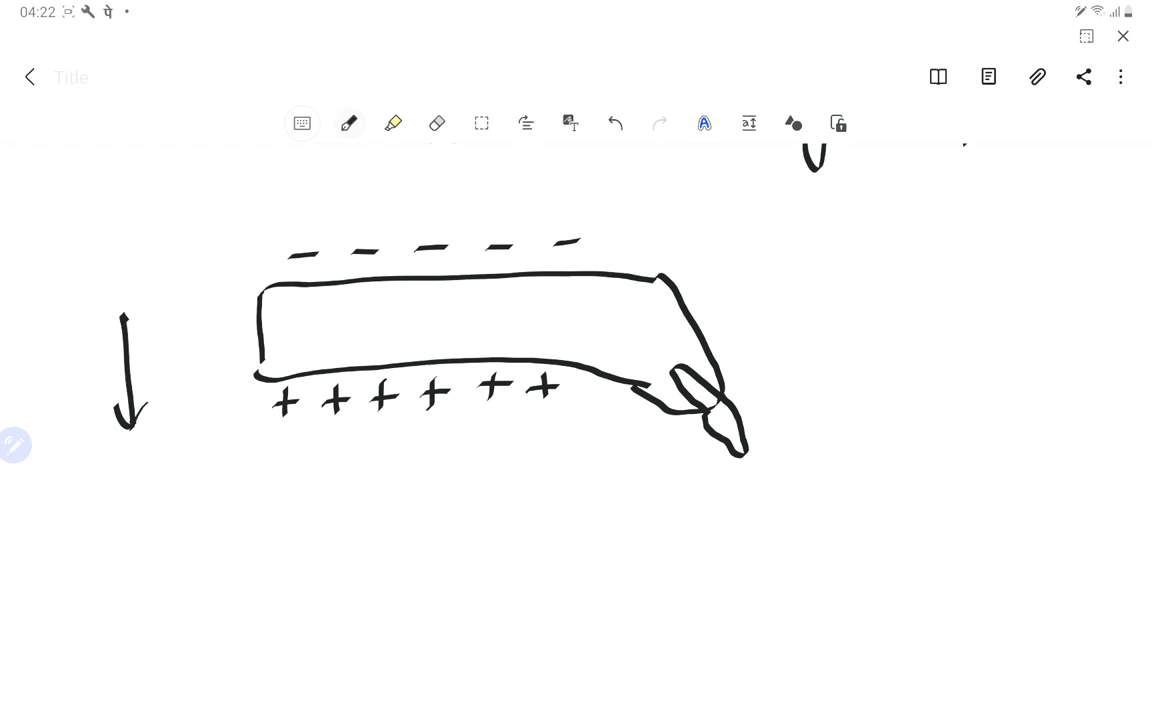 04:22
Title
- - - - -
+ + + + + +